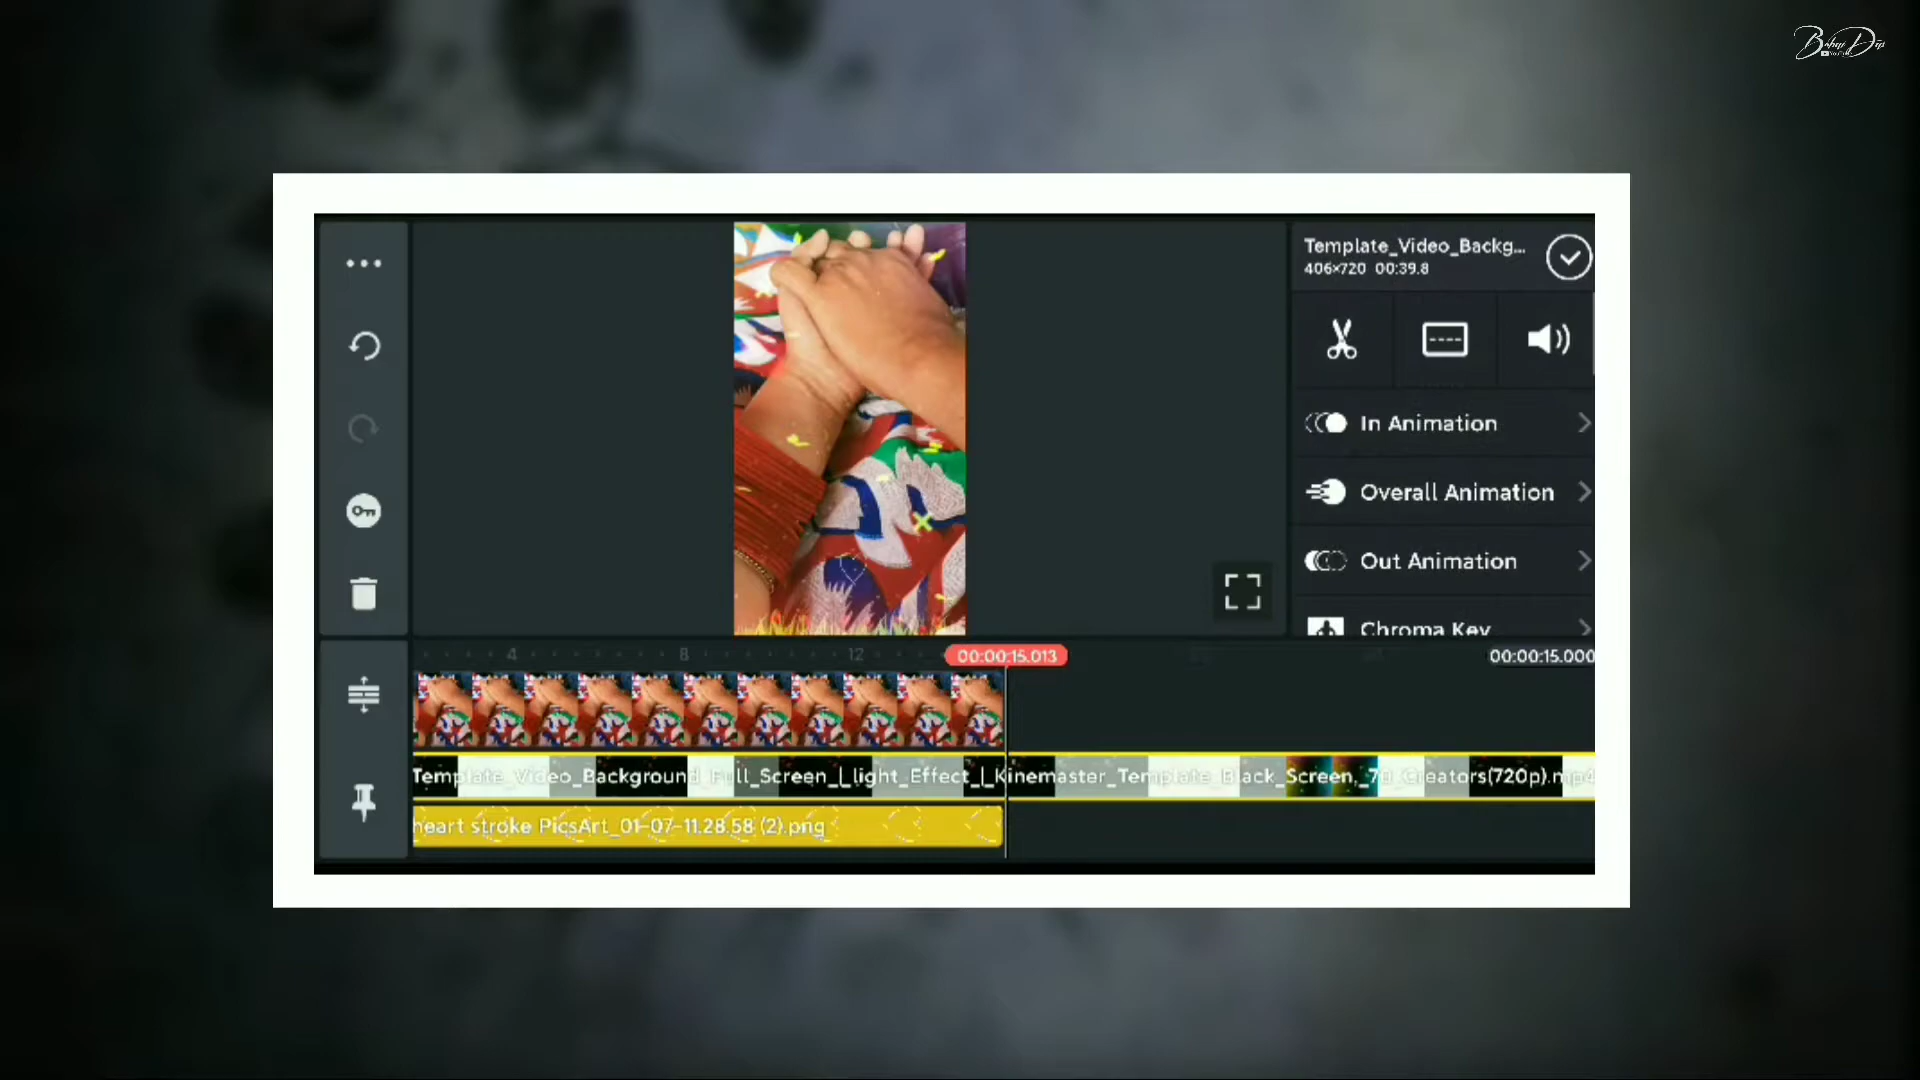 Template_Video_Backg...
406×720 00:39.8
In Animation
Overall Animation
Out Animation
Chroma Key
4 8 12 00:00:15.013 00:00:15.000
Template_Video_Background_Full_Screen_|_light_Effect_|_Kinemaster_Template_Black_Screen,_70_Creators(720p).mp4
heart stroke PicsArt_01-07-11.28.58 (2).png